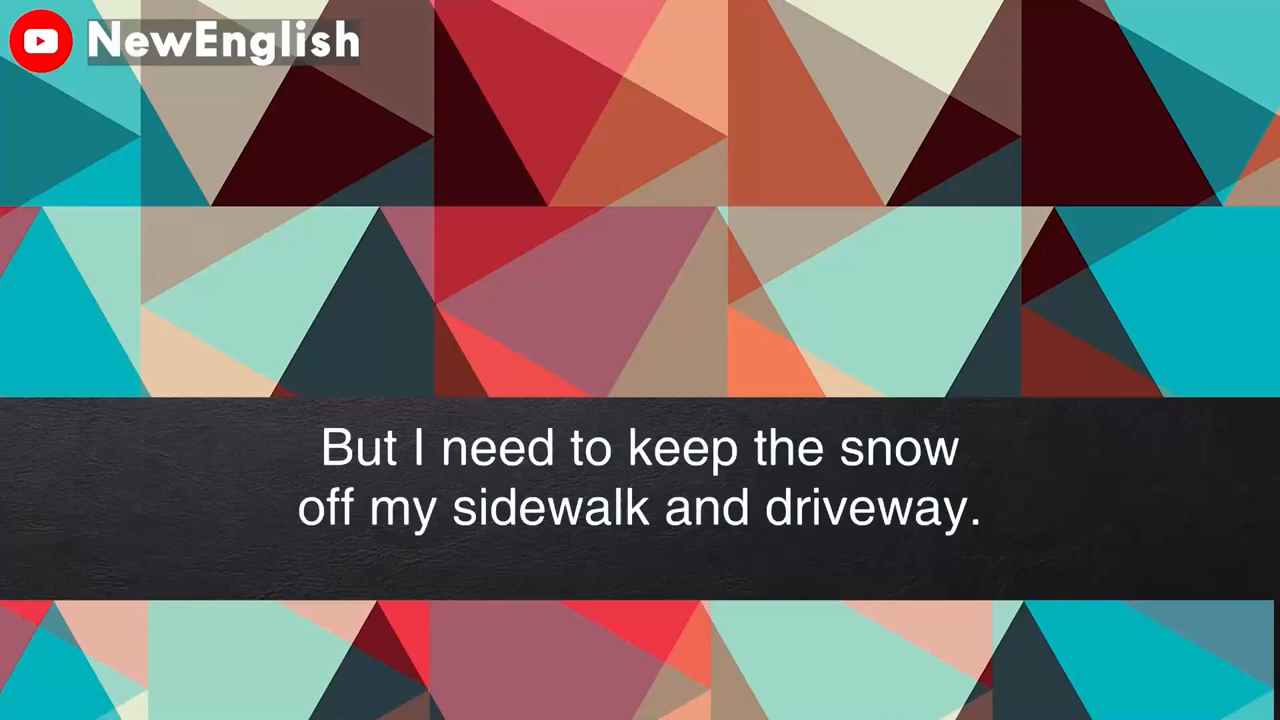 NewEnglish
But I need to keep the snow
off my sidewalk and driveway.